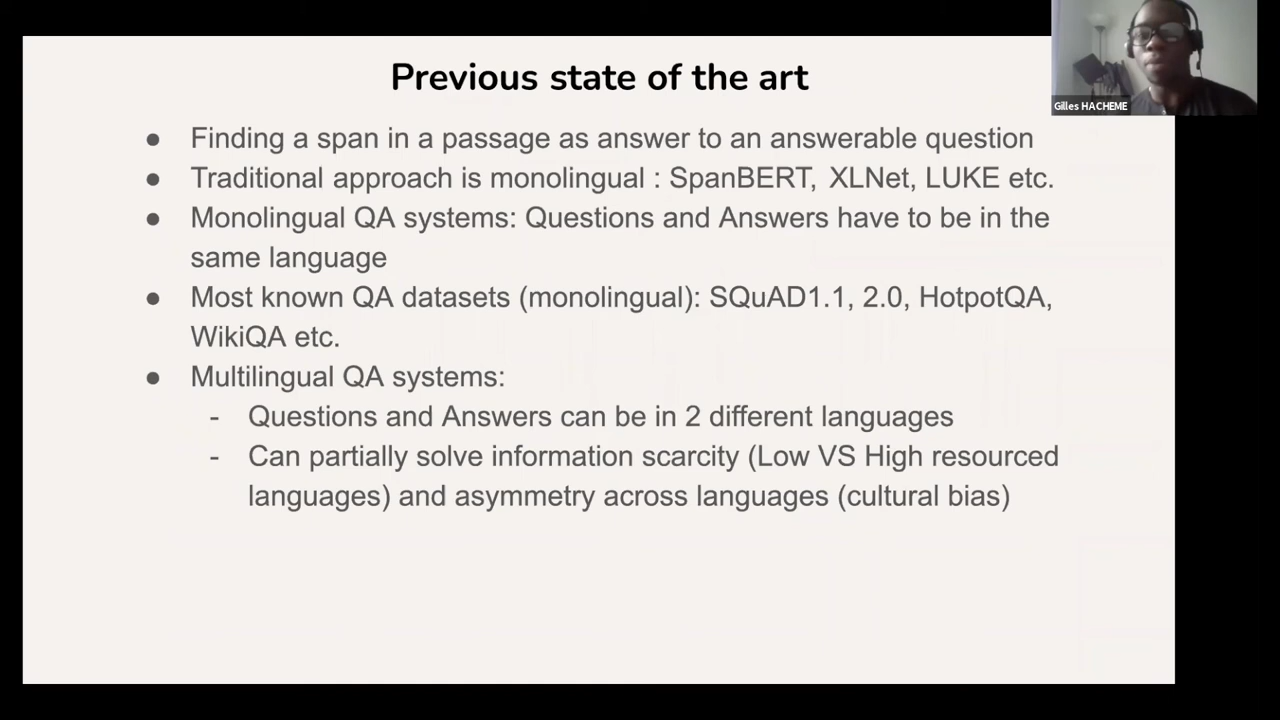 Previous state of the art
Gilles HACHEME
● Finding a span in a passage as answer to an answerable question
● Traditional approach is monolingual : SpanBERT, XLNet, LUKE etc.
● Monolingual QA systems: Questions and Answers have to be in the
same language
● Most known QA datasets (monolingual): SQuAD1.1, 2.0, HotpotQA,
WikiQA etc.
● Multilingual QA systems:
- Questions and Answers can be in 2 different languages
- Can partially solve information scarcity (Low VS High resourced
languages) and asymmetry across languages (cultural bias)